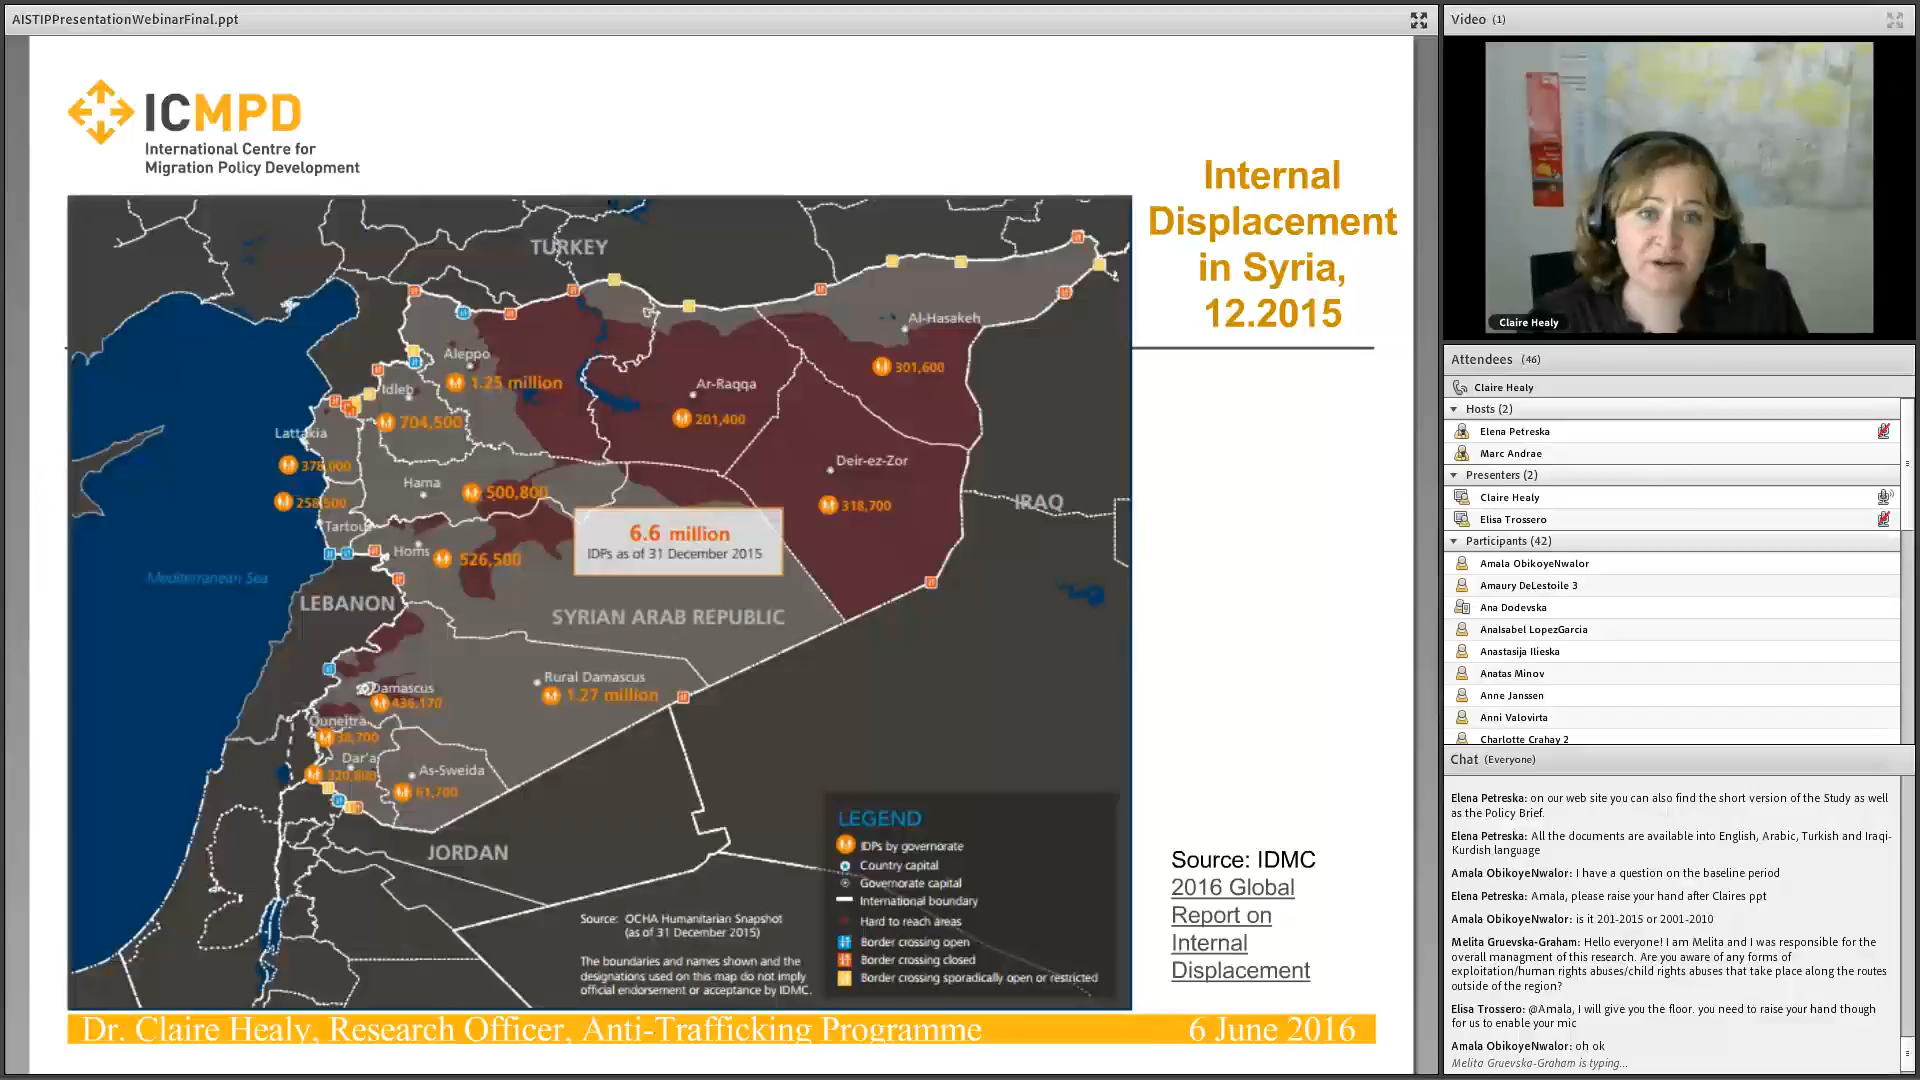 AISTIPPresentationWebinarFinal.ppt
ICMPD
International Centre for
Migration Policy Development
Internal
Displacement
in Syria,
12.2015
TURKEY
Al-Hasakeh
301,600
Aleppo
1.25 million
Idleb
704,500
Ar-Raqqa
201,400
Lattakia
378,000
258,500
Hama
500,800
Deir-ez-Zor
318,700
IRAQ
Tartous
6.6 million
IDPs as of 31 December 2015
Homs
526,500
Mediterranean Sea
LEBANON
SYRIAN ARAB REPUBLIC
Damascus
436,170
Rural Damascus
1.27 million
Quneitra
38,700
Dar'a
320,800
As-Sweida
61,700
JORDAN
LEGEND
IDPs by governorate
Country capital
Governorate capital
International boundary
Hard to reach areas
Border crossing open
Border crossing closed
Border crossing sporadically open or restricted
Source: OCHA Humanitarian Snapshot
(as of 31 December 2015)
The boundaries and names shown and the
designations used on this map do not imply
official endorsement or acceptance by IDMC.
Source: IDMC
2016 Global
Report on
Internal
Displacement
Dr. Claire Healy, Research Officer, Anti-Trafficking Programme 6 June 2016
Video (1)
Claire Healy
Attendees (46)
Claire Healy
Hosts (2)
Elena Petreska
Marc Andrae
Presenters (2)
Claire Healy
Elisa Trossero
Participants (42)
Amala ObikoyeNwalor
Amaury DeLestoile 3
Ana Dodevska
AnaIsabel LopezGarcia
Anastasija Ilieska
Anatas Minov
Anne Janssen
Anni Valovirta
Charlotte Crahay 2
Chat (Everyone)
Elena Petreska: on our web site you can also find the short version of the Study as well
as the Policy Brief.
Elena Petreska: All the documents are available into English, Arabic, Turkish and Iraqi-
Kurdish language
Amala ObikoyeNwalor: I have a question on the baseline period
Elena Petreska: Amala, please raise your hand after Claires ppt
Amala ObikoyeNwalor: is it 201-2015 or 2001-2010
Melita Gruevska-Graham: Hello everyone! I am Melita and I was responsible for the
overall managment of this research. Are you aware of any forms of
exploitation/human rights abuses/child rights abuses that take place along the routes
outside of the region?
Elisa Trossero: @Amala, I will give you the floor. you need to raise your hand though
for us to enable your mic
Amala ObikoyeNwalor: oh ok
Melita Gruevska-Graham is typing...